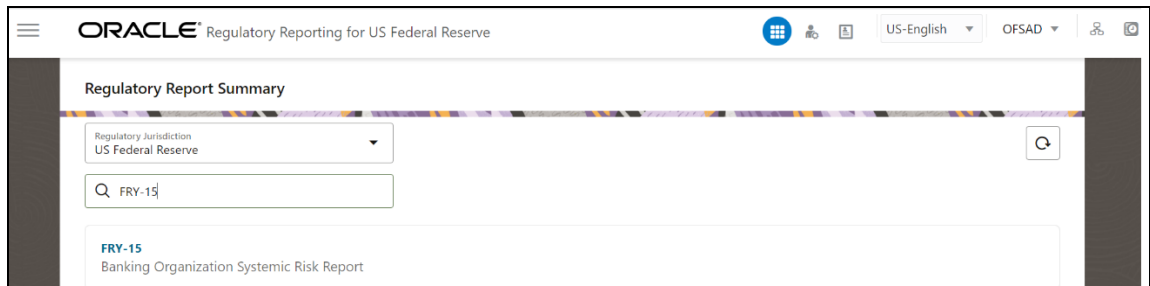 ORACLE® Regulatory Reporting for US Federal Reserve
US-English
OFSAD
Regulatory Report Summary
Regulatory Jurisdiction
US Federal Reserve
FRY-15
FRY-15
Banking Organization Systemic Risk Report